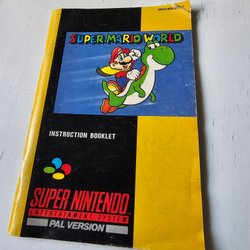 SUPER MARIO WORLD
INSTRUCTION BOOKLET
SUPER NINTENDO
ENTERTAINMENT SYSTEM
PAL VERSION